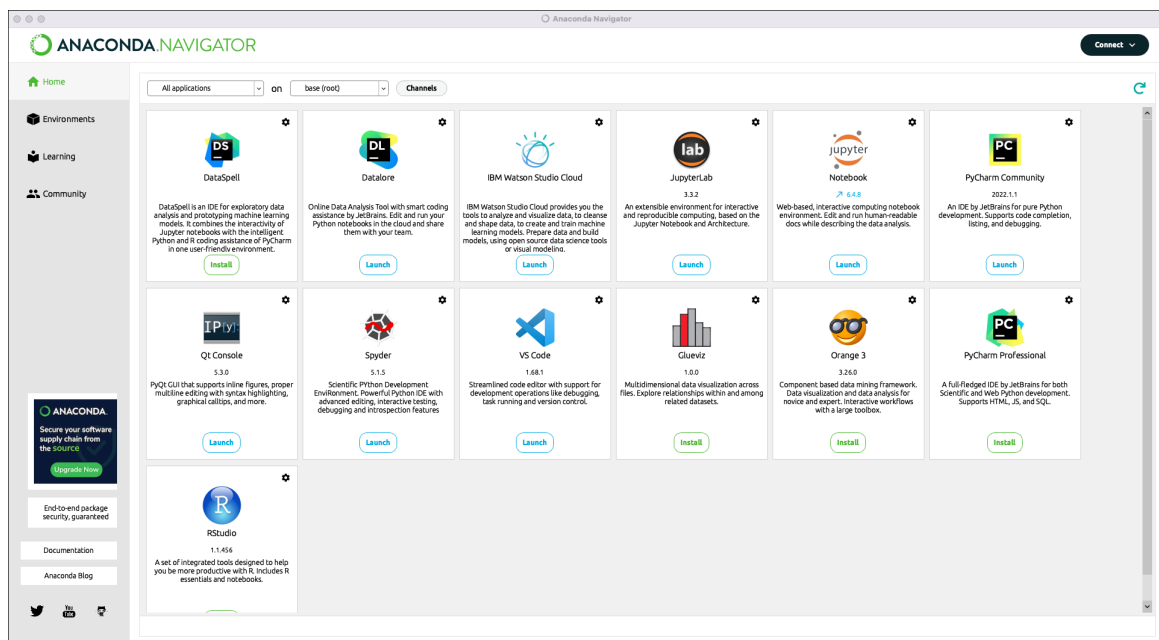 Anaconda Navigator
ANACONDA.NAVIGATOR
Connect
Home
Environments
Learning
Community
All applications
on
base (root)
Channels
DS
DataSpell
DataSpell is an IDE for exploratory data
analysis and prototyping machine learning
models. It combines the interactivity of
Jupyter notebooks with the intelligent
Python and R coding assistance of PyCharm
in one user-friendly environment.
Install
DL
Datalore
Online Data Analysis Tool with smart coding
assistance by JetBrains. Edit and run your
Python notebooks in the cloud and share
them with your team.
Launch
IBM Watson Studio Cloud
IBM Watson Studio Cloud provides you the
tools to analyze and visualize data, to cleanse
and shape data, to create and train machine
learning models. Prepare data and build
models, using open source data science tools
or visual modeling.
Launch
lab
JupyterLab
3.3.2
An extensible environment for interactive
and reproducible computing, based on the
Jupyter Notebook and Architecture.
Launch
jupyter
Notebook
6.4.8
Web-based, interactive computing notebook
environment. Edit and run human-readable
docs while describing the data analysis.
Launch
PC
PyCharm Community
2022.1.1
An IDE by JetBrains for pure Python
development. Supports code completion,
listing, and debugging.
Launch
IP[y]:
Qt Console
5.3.0
PyQt GUI that supports inline figures, proper
multiline editing with syntax highlighting,
graphical calltips, and more.
Launch
Spyder
5.1.5
Scientific PYthon Development
EnviRonment. Powerful Python IDE with
advanced editing, interactive testing,
debugging and introspection features
Launch
VS Code
1.68.1
Streamlined code editor with support for
development operations like debugging,
task running and version control.
Launch
Glueviz
1.0.0
Multidimensional data visualization across
files. Explore relationships within and among
related datasets.
Install
Orange 3
3.26.0
Component based data mining framework.
Data visualization and data analysis for
novice and expert. Interactive workflows
with a large toolbox.
Install
PC
PyCharm Professional
A full-fledged IDE by JetBrains for both
Scientific and Web Python development.
Supports HTML, JS, and SQL.
Install
R
RStudio
1.1.456
A set of integrated tools designed to help
you be more productive with R. Includes R
essentials and notebooks.
ANACONDA.
Secure your software
supply chain from
the source
Upgrade Now
End-to-end package
security, guaranteed
Documentation
Anaconda Blog
You
Tube